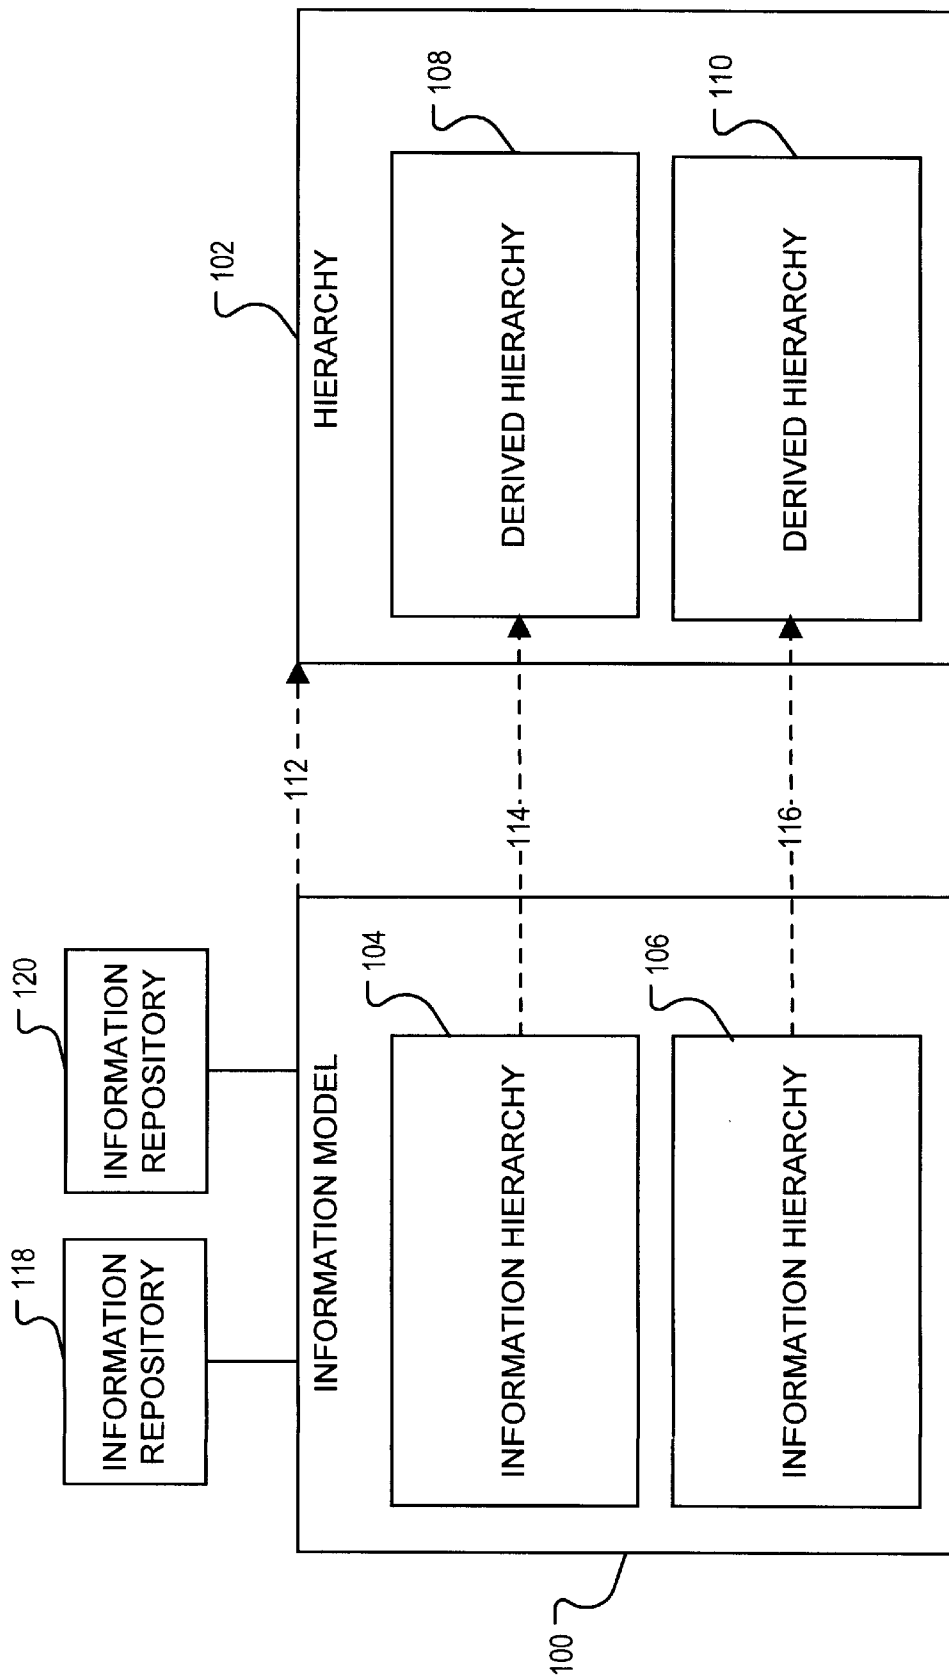 118
INFORMATION
REPOSITORY
120
INFORMATION
REPOSITORY
100
INFORMATION MODEL
104
INFORMATION HIERARCHY
106
INFORMATION HIERARCHY
112
114
116
102
HIERARCHY
108
DERIVED HIERARCHY
110
DERIVED HIERARCHY